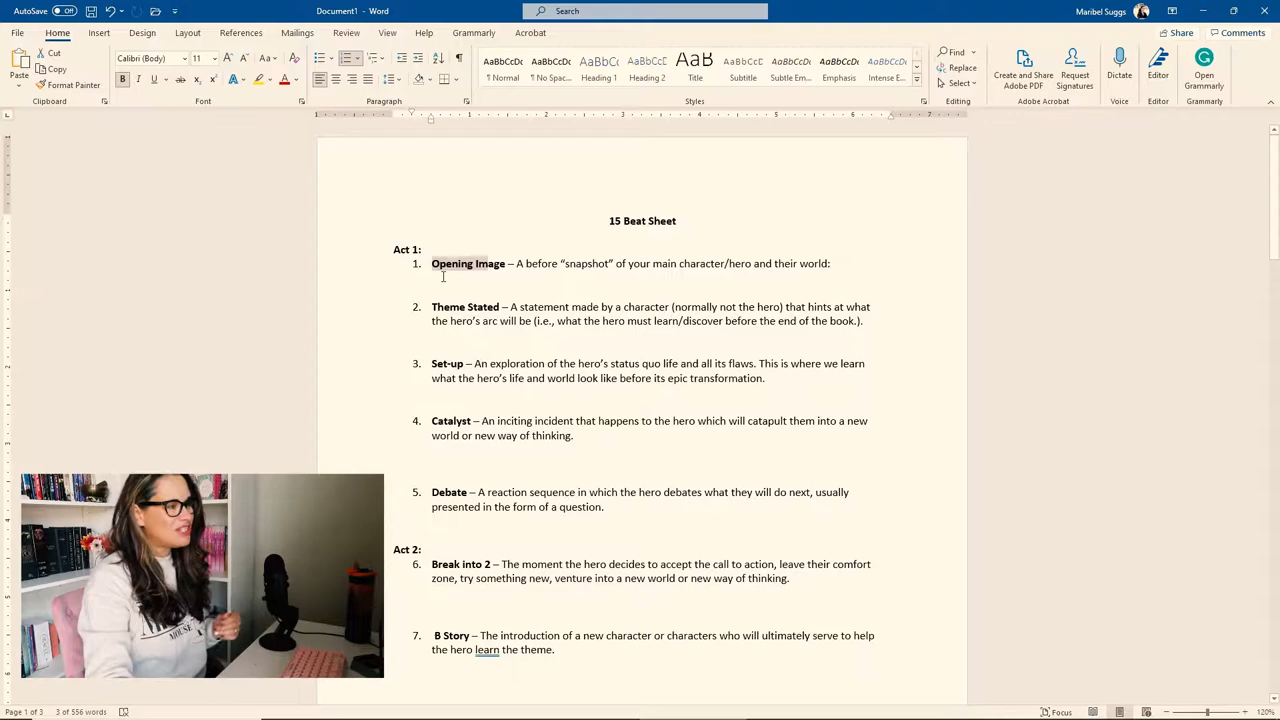 AutoSave Off
Document1 - Word
Search
Maribel Suggs
File Home Insert Design Layout References Mailings Review View Help Grammarly Acrobat
Share Comments
Paste
Cut
Copy
Format Painter
Calibri (Body) 11
AaBbCcDc AaBbCcDc AaBbCc AaBbCcD AaB AaBbCcD AaBbCcDc AaBbCcDc AaBbCcDc
¶ Normal ¶ No Spac... Heading 1 Heading 2 Title Subtitle Subtle Em... Emphasis Intense E...
Find
Replace
Select
Create and Share Adobe PDF
Request Signatures
Dictate
Editor
Open Grammarly
Clipboard Font Paragraph Styles Editing Adobe Acrobat Voice Editor Grammarly
15 Beat Sheet
Act 1:
1. Opening Image – A before “snapshot” of your main character/hero and their world:
2. Theme Stated – A statement made by a character (normally not the hero) that hints at what
the hero’s arc will be (i.e., what the hero must learn/discover before the end of the book.).
3. Set-up – An exploration of the hero’s status quo life and all its flaws. This is where we learn
what the hero’s life and world look like before its epic transformation.
4. Catalyst – An inciting incident that happens to the hero which will catapult them into a new
world or new way of thinking.
5. Debate – A reaction sequence in which the hero debates what they will do next, usually
presented in the form of a question.
Act 2:
6. Break into 2 – The moment the hero decides to accept the call to action, leave their comfort
zone, try something new, venture into a new world or new way of thinking.
7. B Story – The introduction of a new character or characters who will ultimately serve to help
the hero learn the theme.
MOUSE
Page 1 of 3 3 of 556 words
Focus
120%